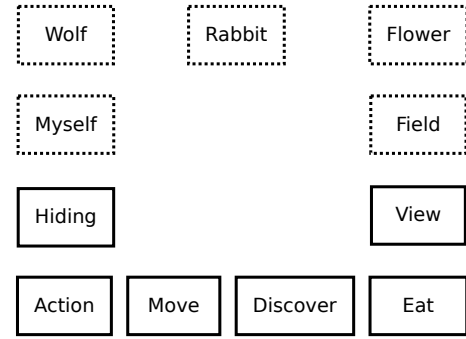 Wolf Rabbit Flower
Myself Field
Hiding View
Action Move Discover Eat